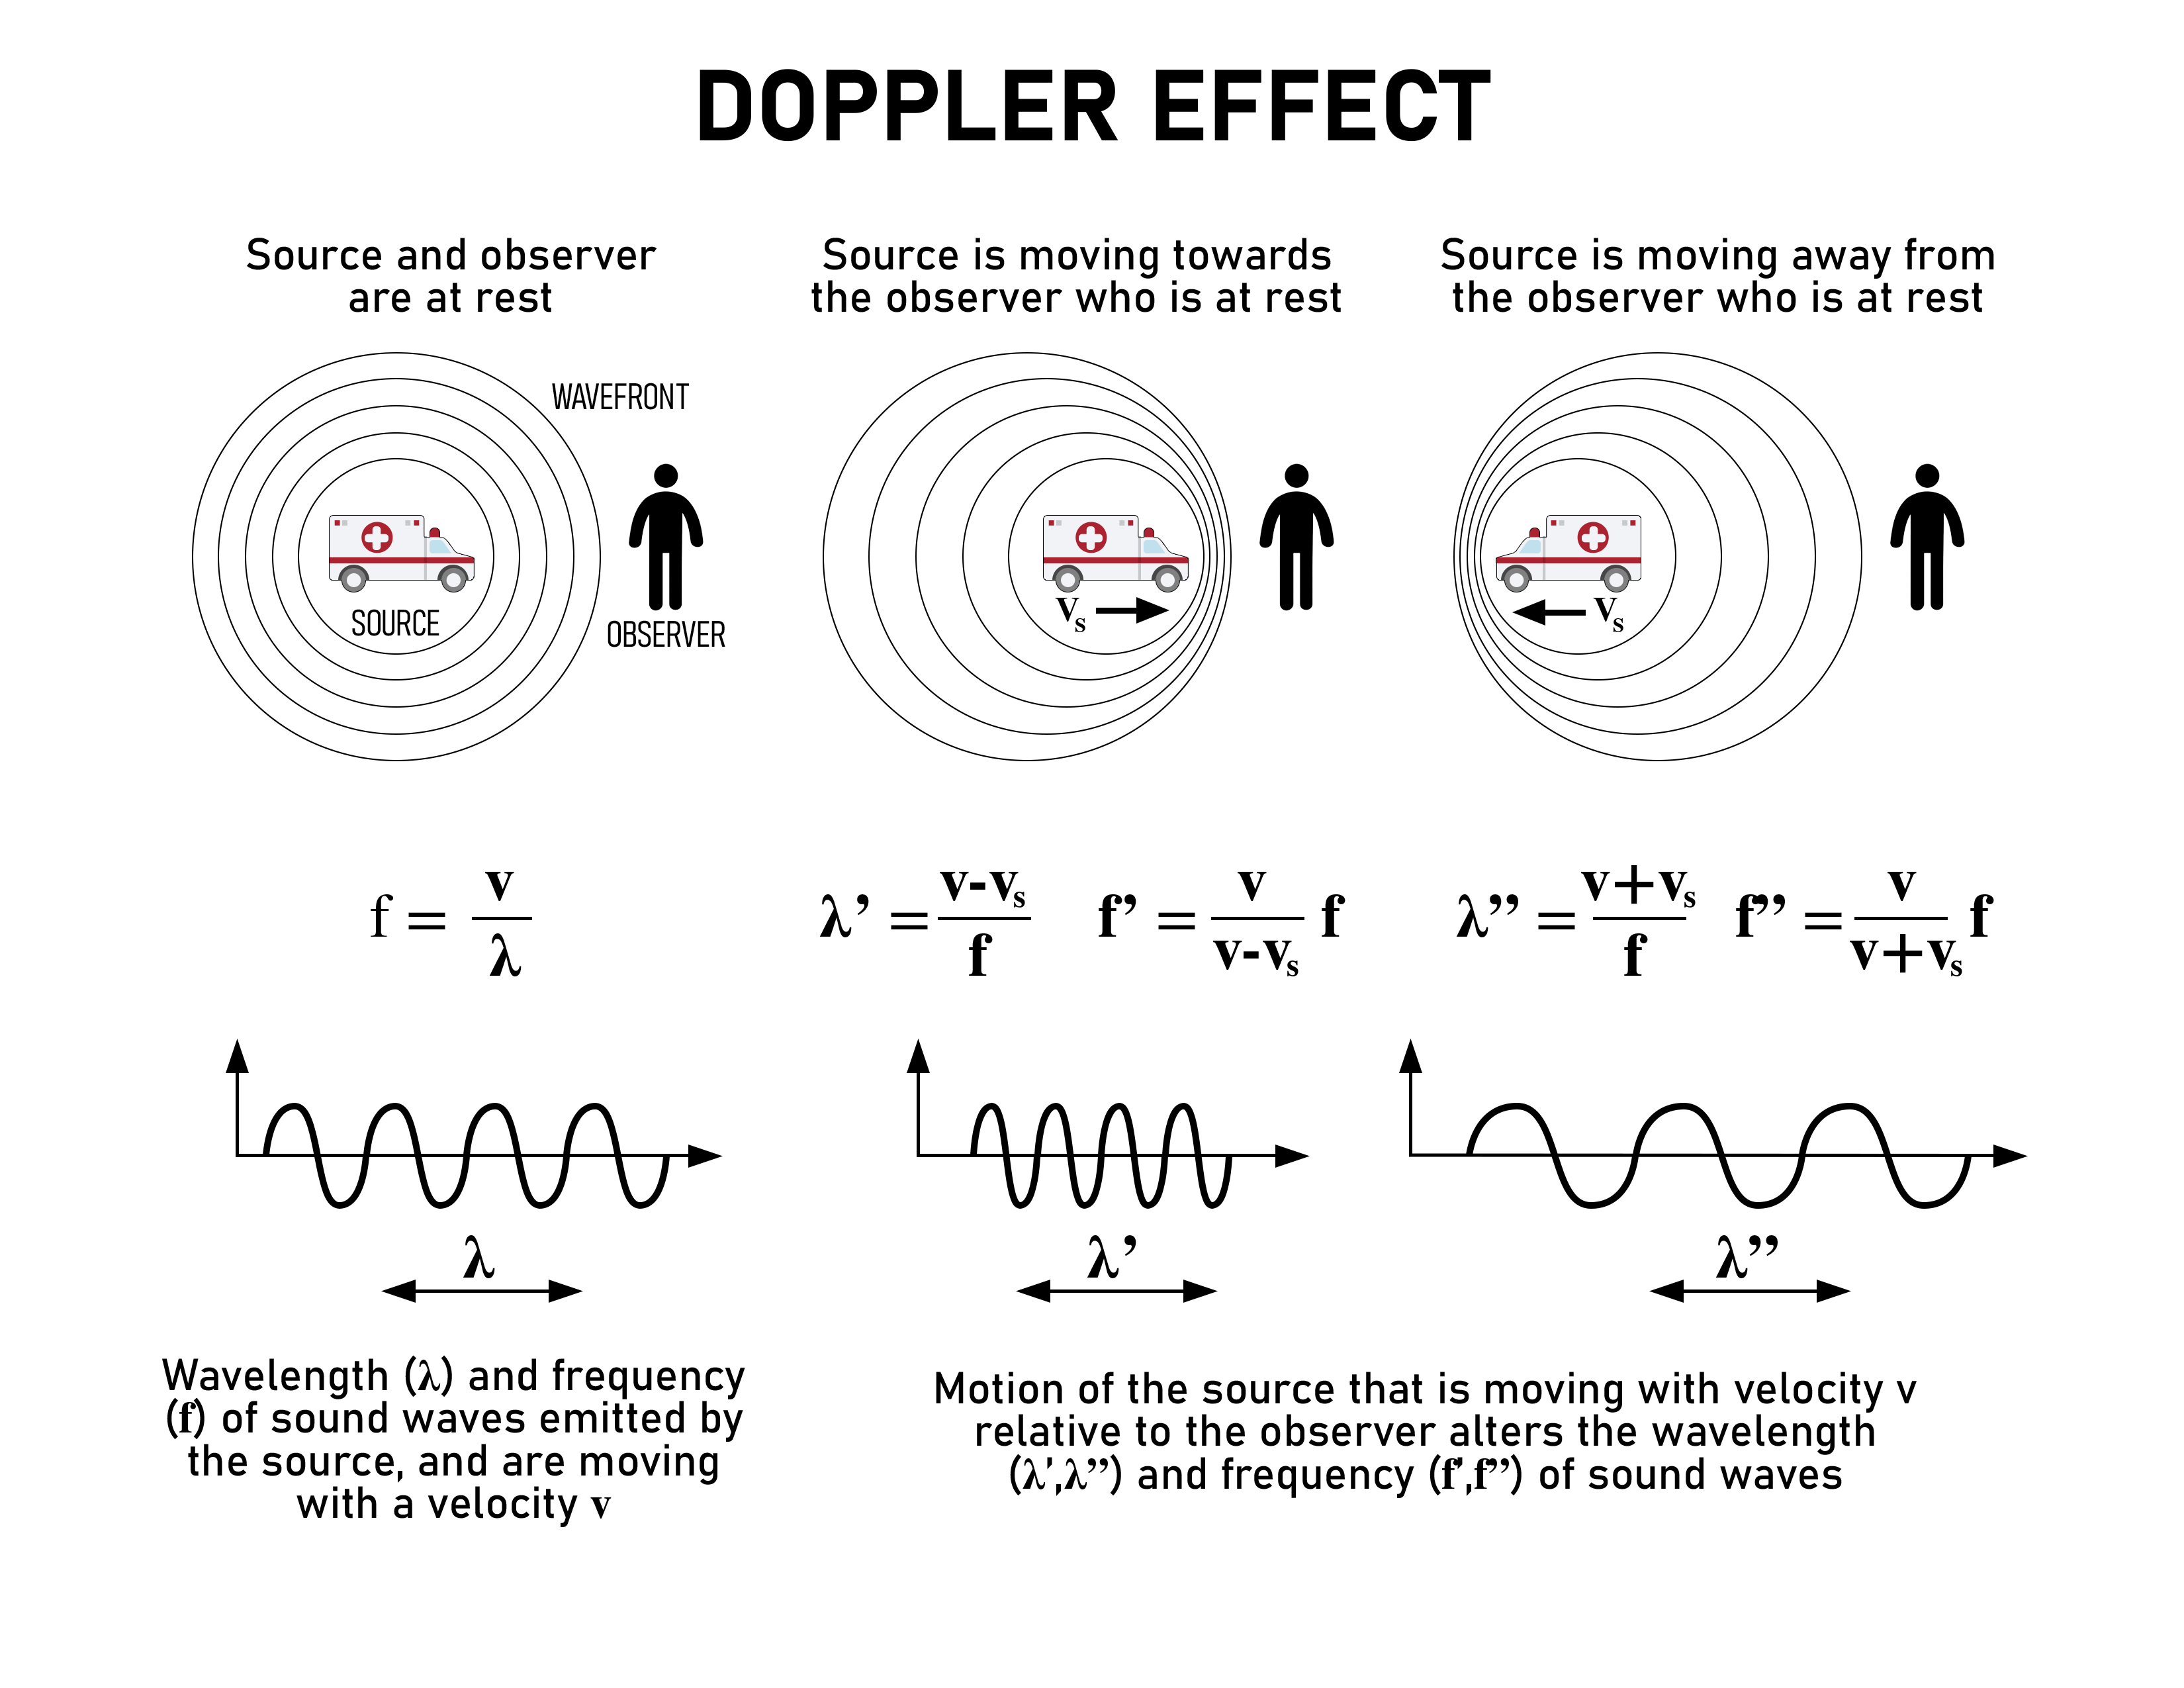 DOPPLER EFFECT
Source and observer
are at rest
WAVEFRONT
SOURCE
OBSERVER
f = v/λ
λ
Wavelength (λ) and frequency
(f) of sound waves emitted by
the source, and are moving
with a velocity v
Source is moving towards
the observer who is at rest
Vs
λ’ = v-vs/f f’ = v/v-vs f
λ’
Source is moving away from
the observer who is at rest
Vs
λ” = v+vs/f f” = v/v+vs f
λ”
Motion of the source that is moving with velocity v
relative to the observer alters the wavelength
(λ’,λ”) and frequency (f’,f”) of sound waves